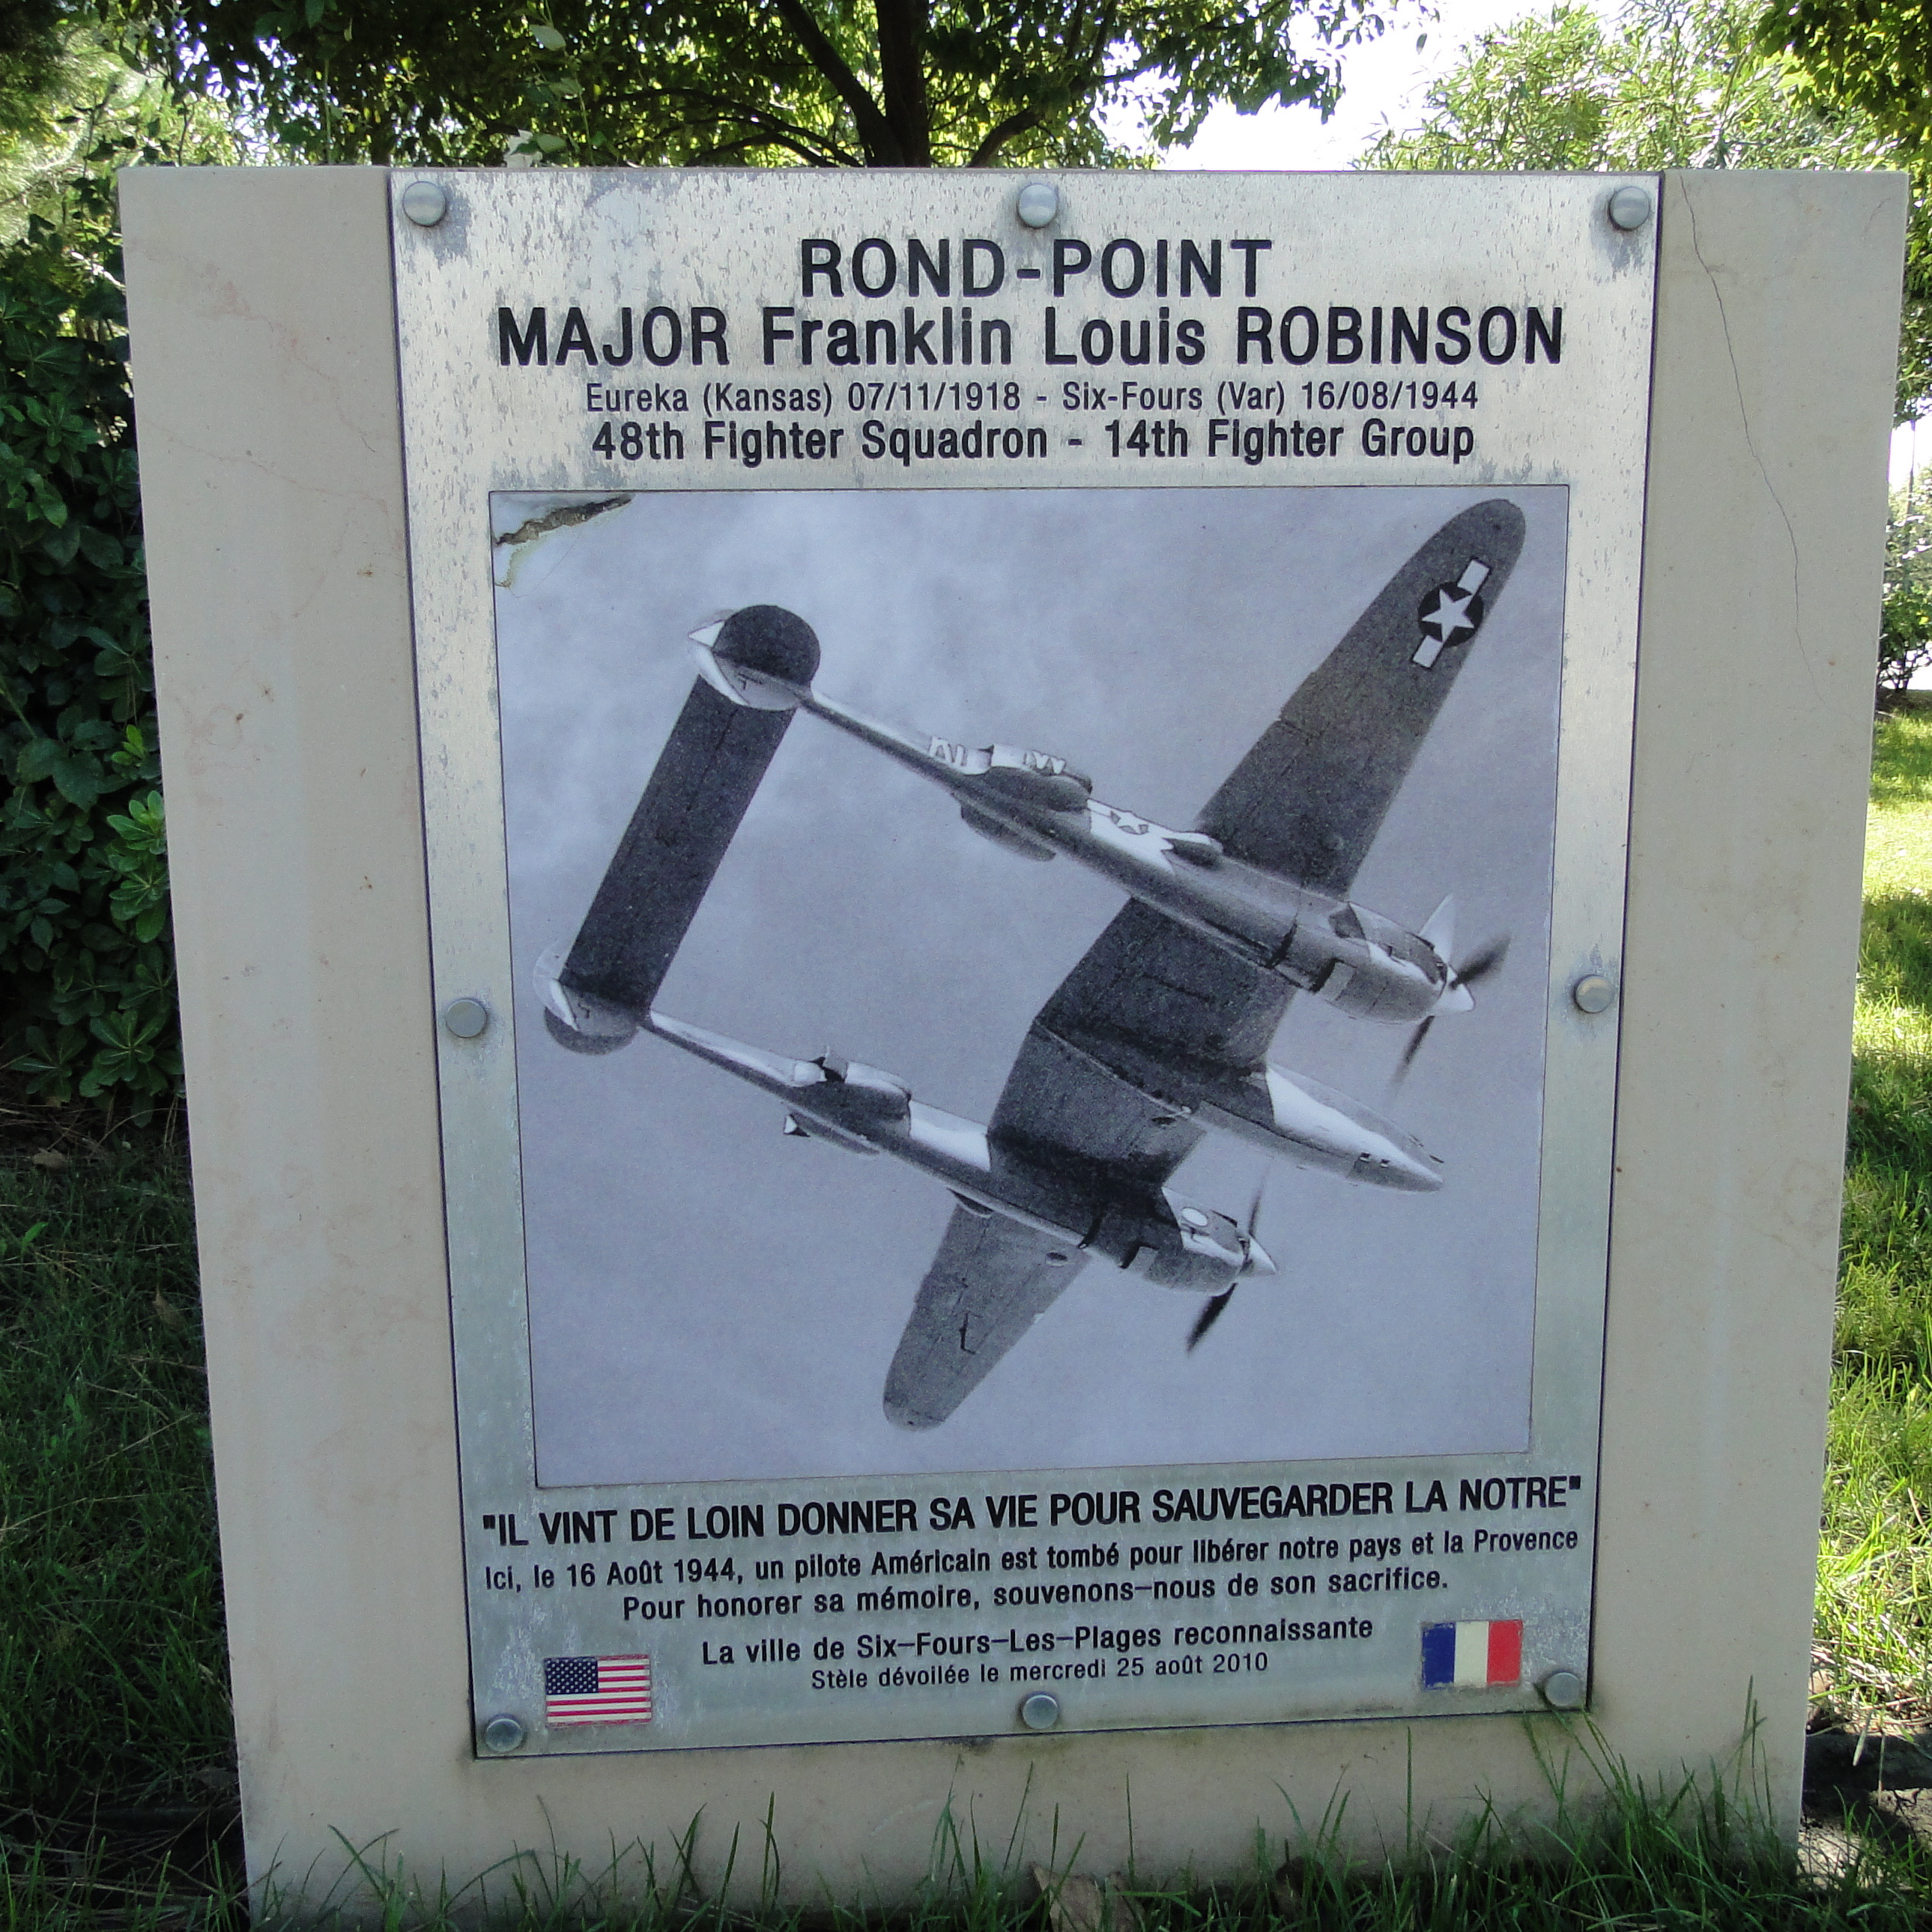 ROND-POINT
MAJOR Franklin Louis ROBINSON
Eureka (Kansas) 07/11/1918 - Six-Fours (Var) 16/08/1944
48th Fighter Squadron - 14th Fighter Group
"IL VINT DE LOIN DONNER SA VIE POUR SAUVEGARDER LA NOTRE"
Ici, le 16 Août 1944, un pilote Américain est tombé pour libérer notre pays et la Provence
Pour honorer sa mémoire, souvenons-nous de son sacrifice.
La ville de Six-Fours-Les-Plages reconnaissante
Stèle dévoilée le mercredi 25 août 2010